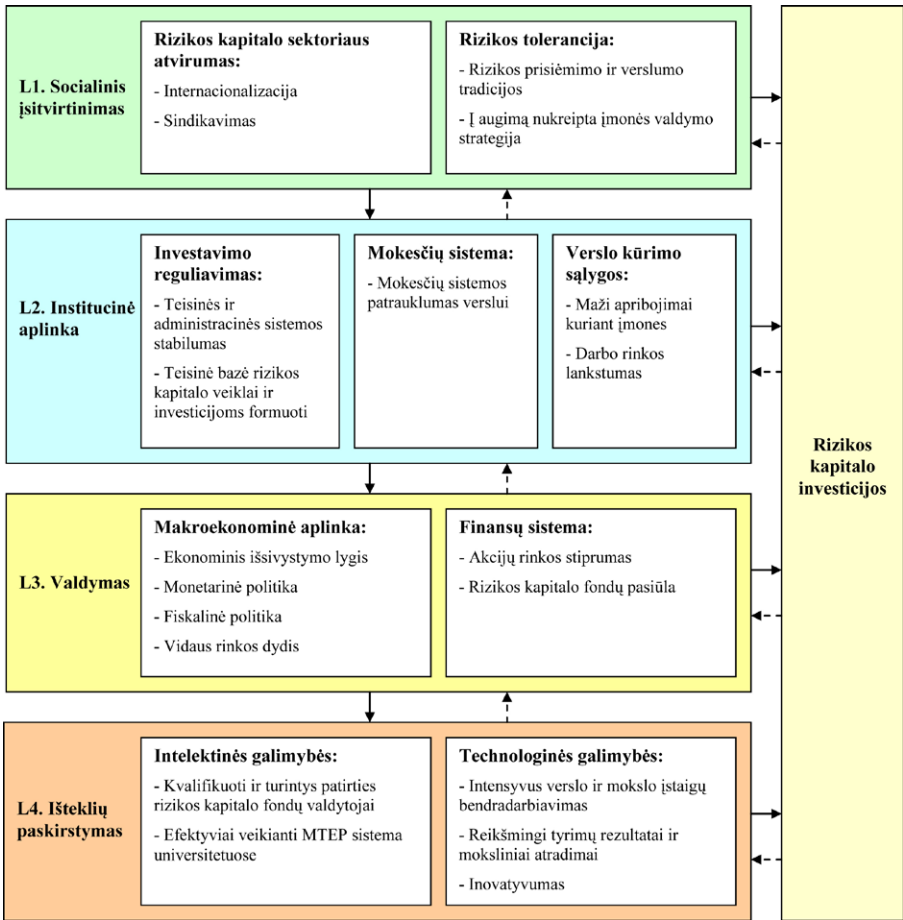 L1. Socialinis
įsitvirtinimas
Rizikos kapitalo sektoriaus
atvirumas:
- Internacionalizacija
- Sindikavimas
Rizikos tolerancija:
- Rizikos prisiėmimo ir verslumo
tradicijos
- Į augimą nukreipta įmonės valdymo
strategija
L2. Institucinė
aplinka
Investavimo
reguliavimas:
- Teisinės ir
administracinės sistemos
stabilumas
- Teisinė bazė rizikos
kapitalo veiklai ir
investicijoms formuoti
Mokesčių sistema:
- Mokesčių sistemos
patrauklumas verslui
Verslo kūrimo
sąlygos:
- Maži apribojimai
kuriant įmones
- Darbo rinkos
lankstumas
L3. Valdymas
Makroekonominė aplinka:
- Ekonominis išsivystymo lygis
- Monetarinė politika
- Fiskalinė politika
- Vidaus rinkos dydis
Finansų sistema:
- Akcijų rinkos stiprumas
- Rizikos kapitalo fondų pasiūla
L4. Išteklių
paskirstymas
Intelektinės galimybės:
- Kvalifikuoti ir turintys patirties
rizikos kapitalo fondų valdytojai
- Efektyviai veikianti MTEP sistema
universitetuose
Technologinės galimybės:
- Intensyvus verslo ir mokslo įstaigų
bendradarbiavimas
- Reikšmingi tyrimų rezultatai ir
moksliniai atradimai
- Inovatyvumas
Rizikos
kapitalo
investicijos